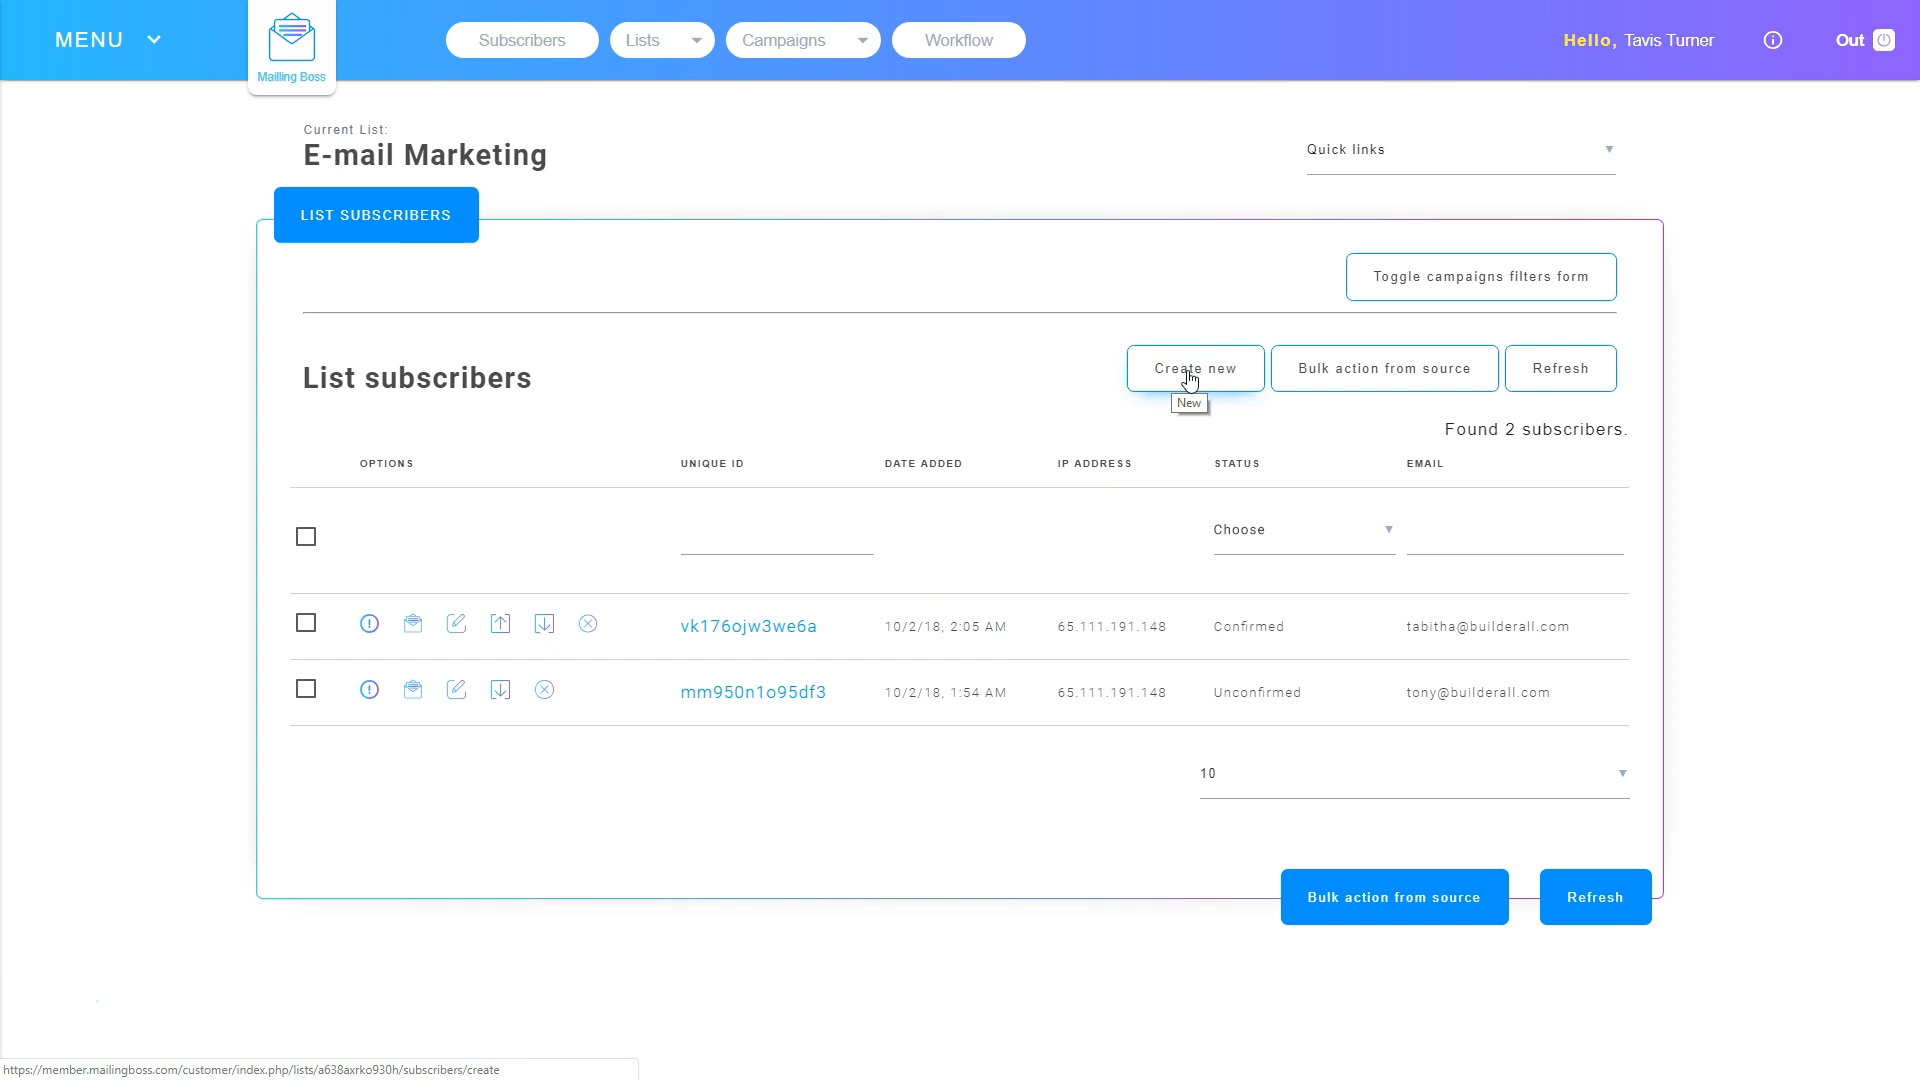 MENU
Mailling Boss
Subscribers
Lists
Campaigns
Workflow
Hello, Tavis Turner
Out
Current List:
E-mail Marketing
Quick links
LIST SUBSCRIBERS
Toggle campaigns filters form
List subscribers
Create new
Bulk action from source
Refresh
New
Found 2 subscribers.
OPTIONS UNIQUE ID DATE ADDED IP ADDRESS STATUS EMAIL
Choose
vk176ojw3we6a 10/2/18, 2:05 AM 65.111.191.148 Confirmed tabitha@builderall.com
mm950n1o95df3 10/2/18, 1:54 AM 65.111.191.148 Unconfirmed tony@builderall.com
10
Bulk action from source
Refresh
https://member.mailingboss.com/customer/index.php/lists/a638axrko930h/subscribers/create